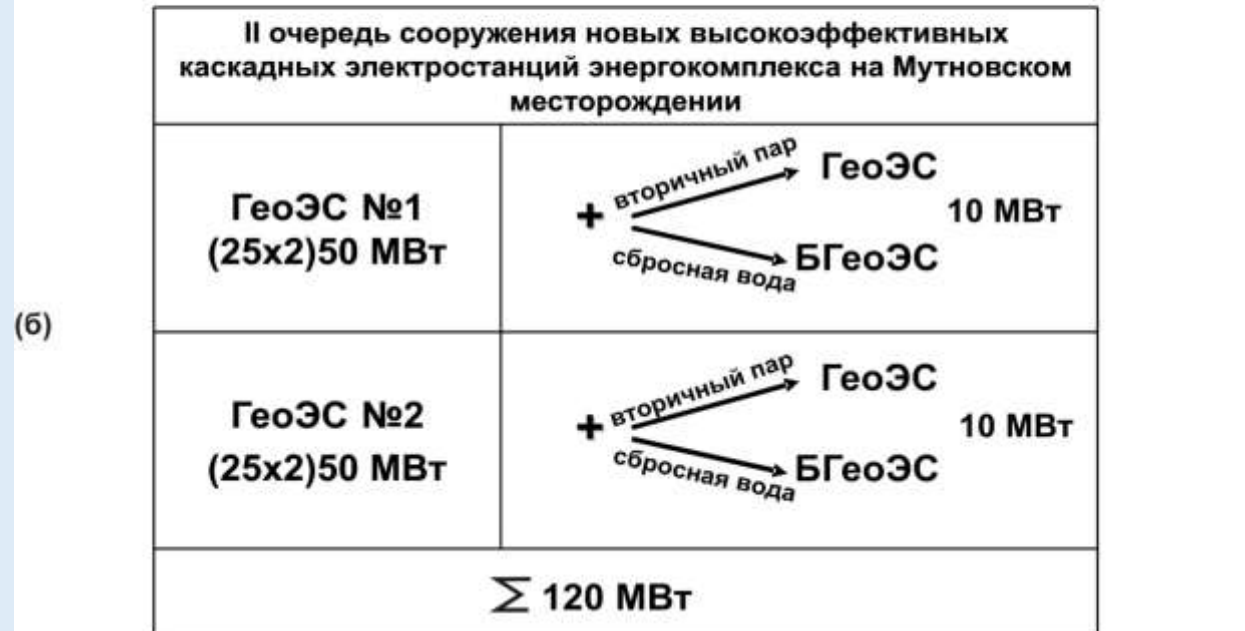 II очередь сооружения новых высокоэффективных
каскадных электростанций энергокомплекса на Мутновском
месторождении
ГеоЭС №1
(25х2)50 МВт
+
вторичный пар
ГеоЭС
10 МВт
сбросная вода
БГеоЭС
(б)
ГеоЭС №2
(25х2)50 МВт
+
вторичный пар
ГеоЭС
10 МВт
сбросная вода
БГеоЭС
∑ 120 МВт